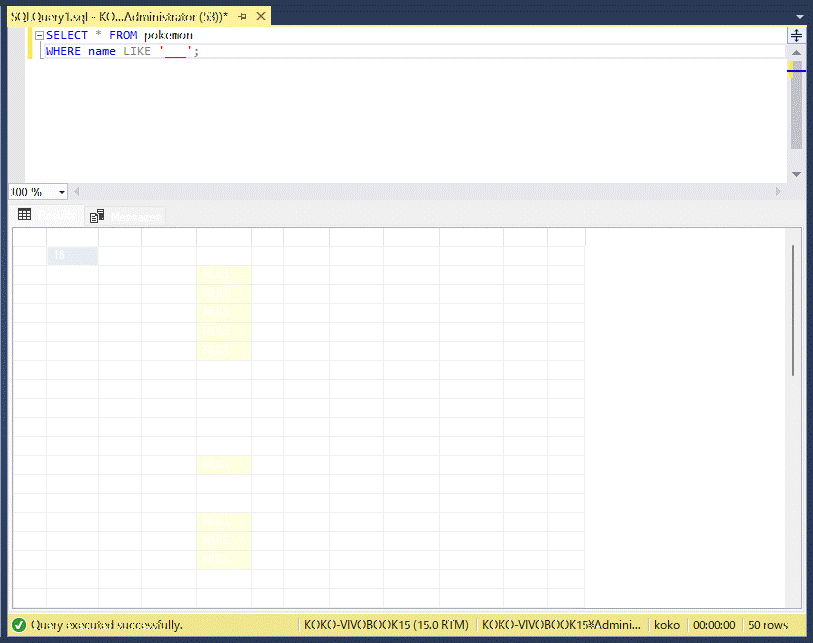 SQLQuery1.sql - KO...Administrator (53))*
SELECT * FROM pokemon
WHERE name LIKE '___';
100 %
Results Messages
16
Query executed successfully.
KOKO-VIVOBOOK15 (15.0 RTM)
KOKO-VIVOBOOK15¥Admini...
koko
00:00:00
50 rows